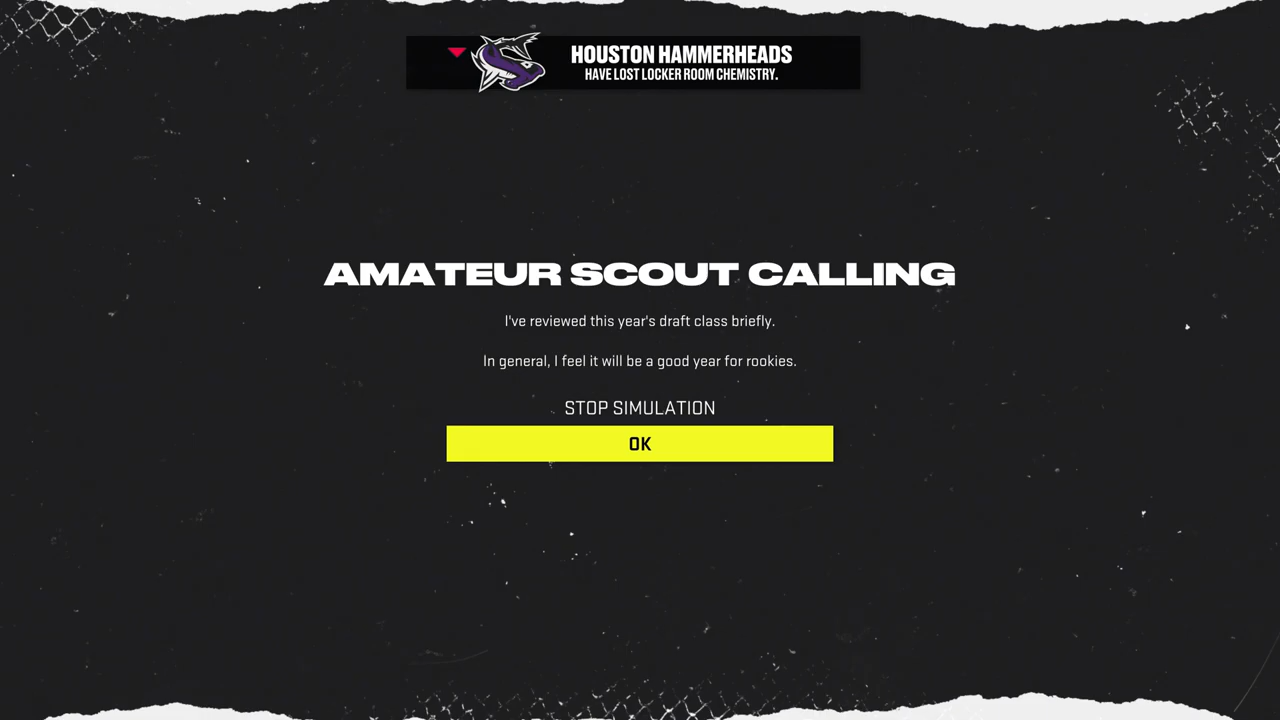 HOUSTON HAMMERHEADS
HAVE LOST LOCKER ROOM CHEMISTRY.
AMATEUR SCOUT CALLING
I've reviewed this year's draft class briefly.
In general, I feel it will be a good year for rookies.
STOP SIMULATION
OK